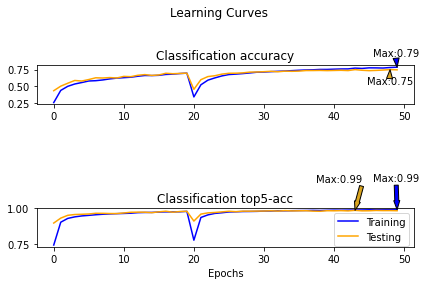 Learning Curves
Classification accuracy
Max:0.79
Max:0.75
0.75
0.50
0.25
0 10 20 30 40 50
Classification top5-acc
Max:0.99 Max:0.99
1.00
0.75
Training
Testing
0 10 20 30 40 50
Epochs